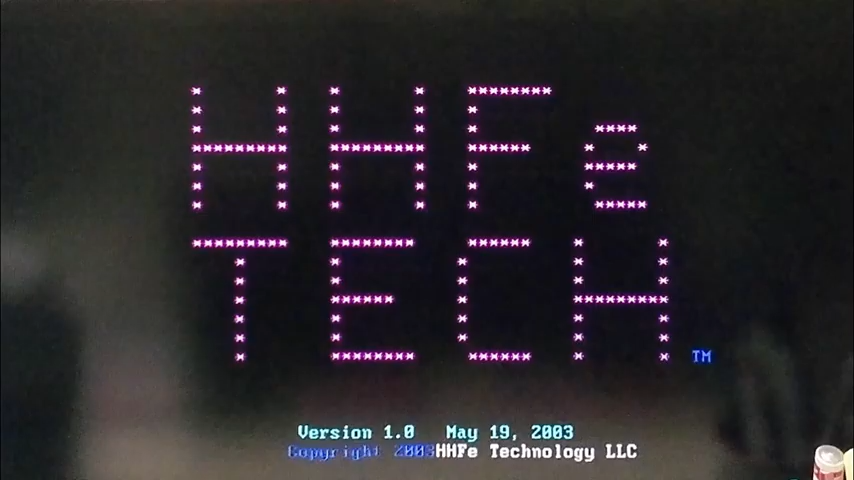 HHFe
TECH TM
Version 1.0 May 19, 2003
Copyright 2003 HHFe Technology LLC